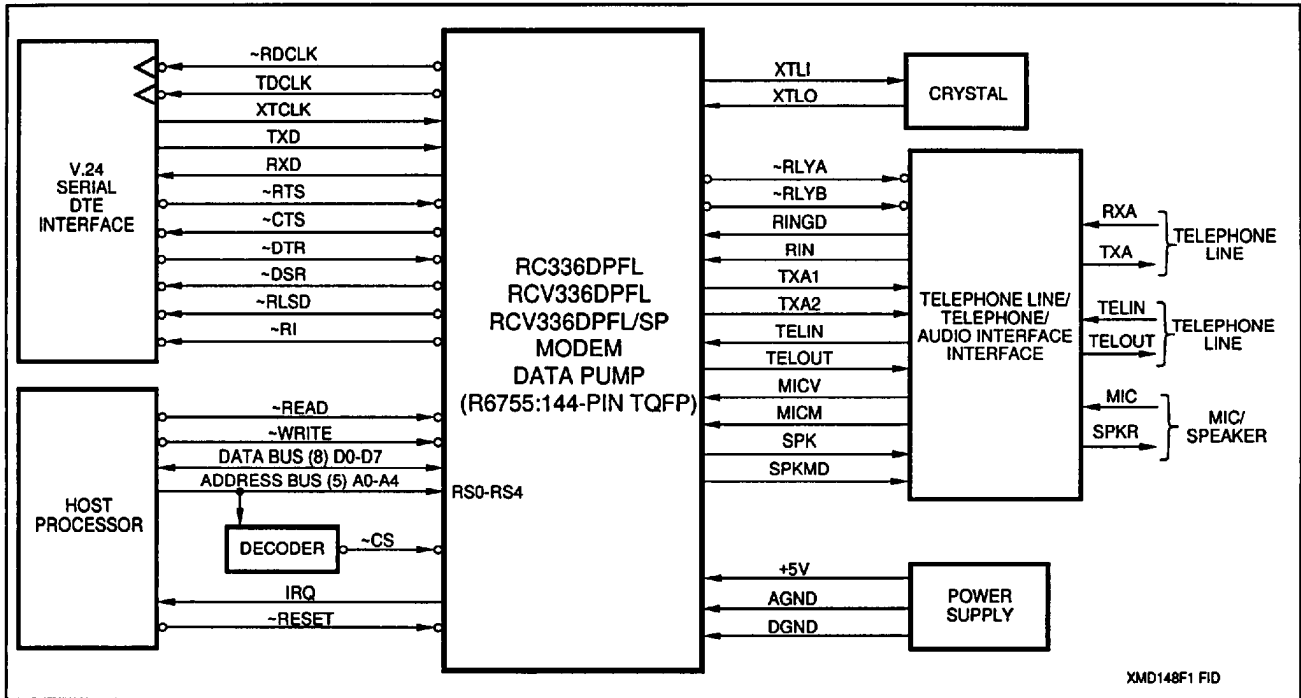 ~RDCLK
TDCLK
XTCLK
TXD
RXD
~RTS
~CTS
~DTR
~DSR
~RLSD
~RI
V.24
SERIAL
DTE
INTERFACE
~READ
~WRITE
DATA BUS (8) D0-D7
ADDRESS BUS (5) A0-A4
RS0-RS4
HOST
PROCESSOR
DECODER
~CS
IRQ
~RESET
RC336DPFL
RCV336DPFL
RCV336DPFL/SP
MODEM
DATA PUMP
(R6755:144-PIN TQFP)
XTLI
XTLO
CRYSTAL
~RLYA
~RLYB
RINGD
RIN
TXA1
TXA2
TELIN
TELOUT
MICV
MICM
SPK
SPKMD
TELEPHONE LINE/
TELEPHONE/
AUDIO INTERFACE
INTERFACE
RXA
TXA
TELEPHONE
LINE
TELIN
TELOUT
TELEPHONE
LINE
MIC
SPKR
MIC/
SPEAKER
+5V
AGND
DGND
POWER
SUPPLY
XMD148F1 FID